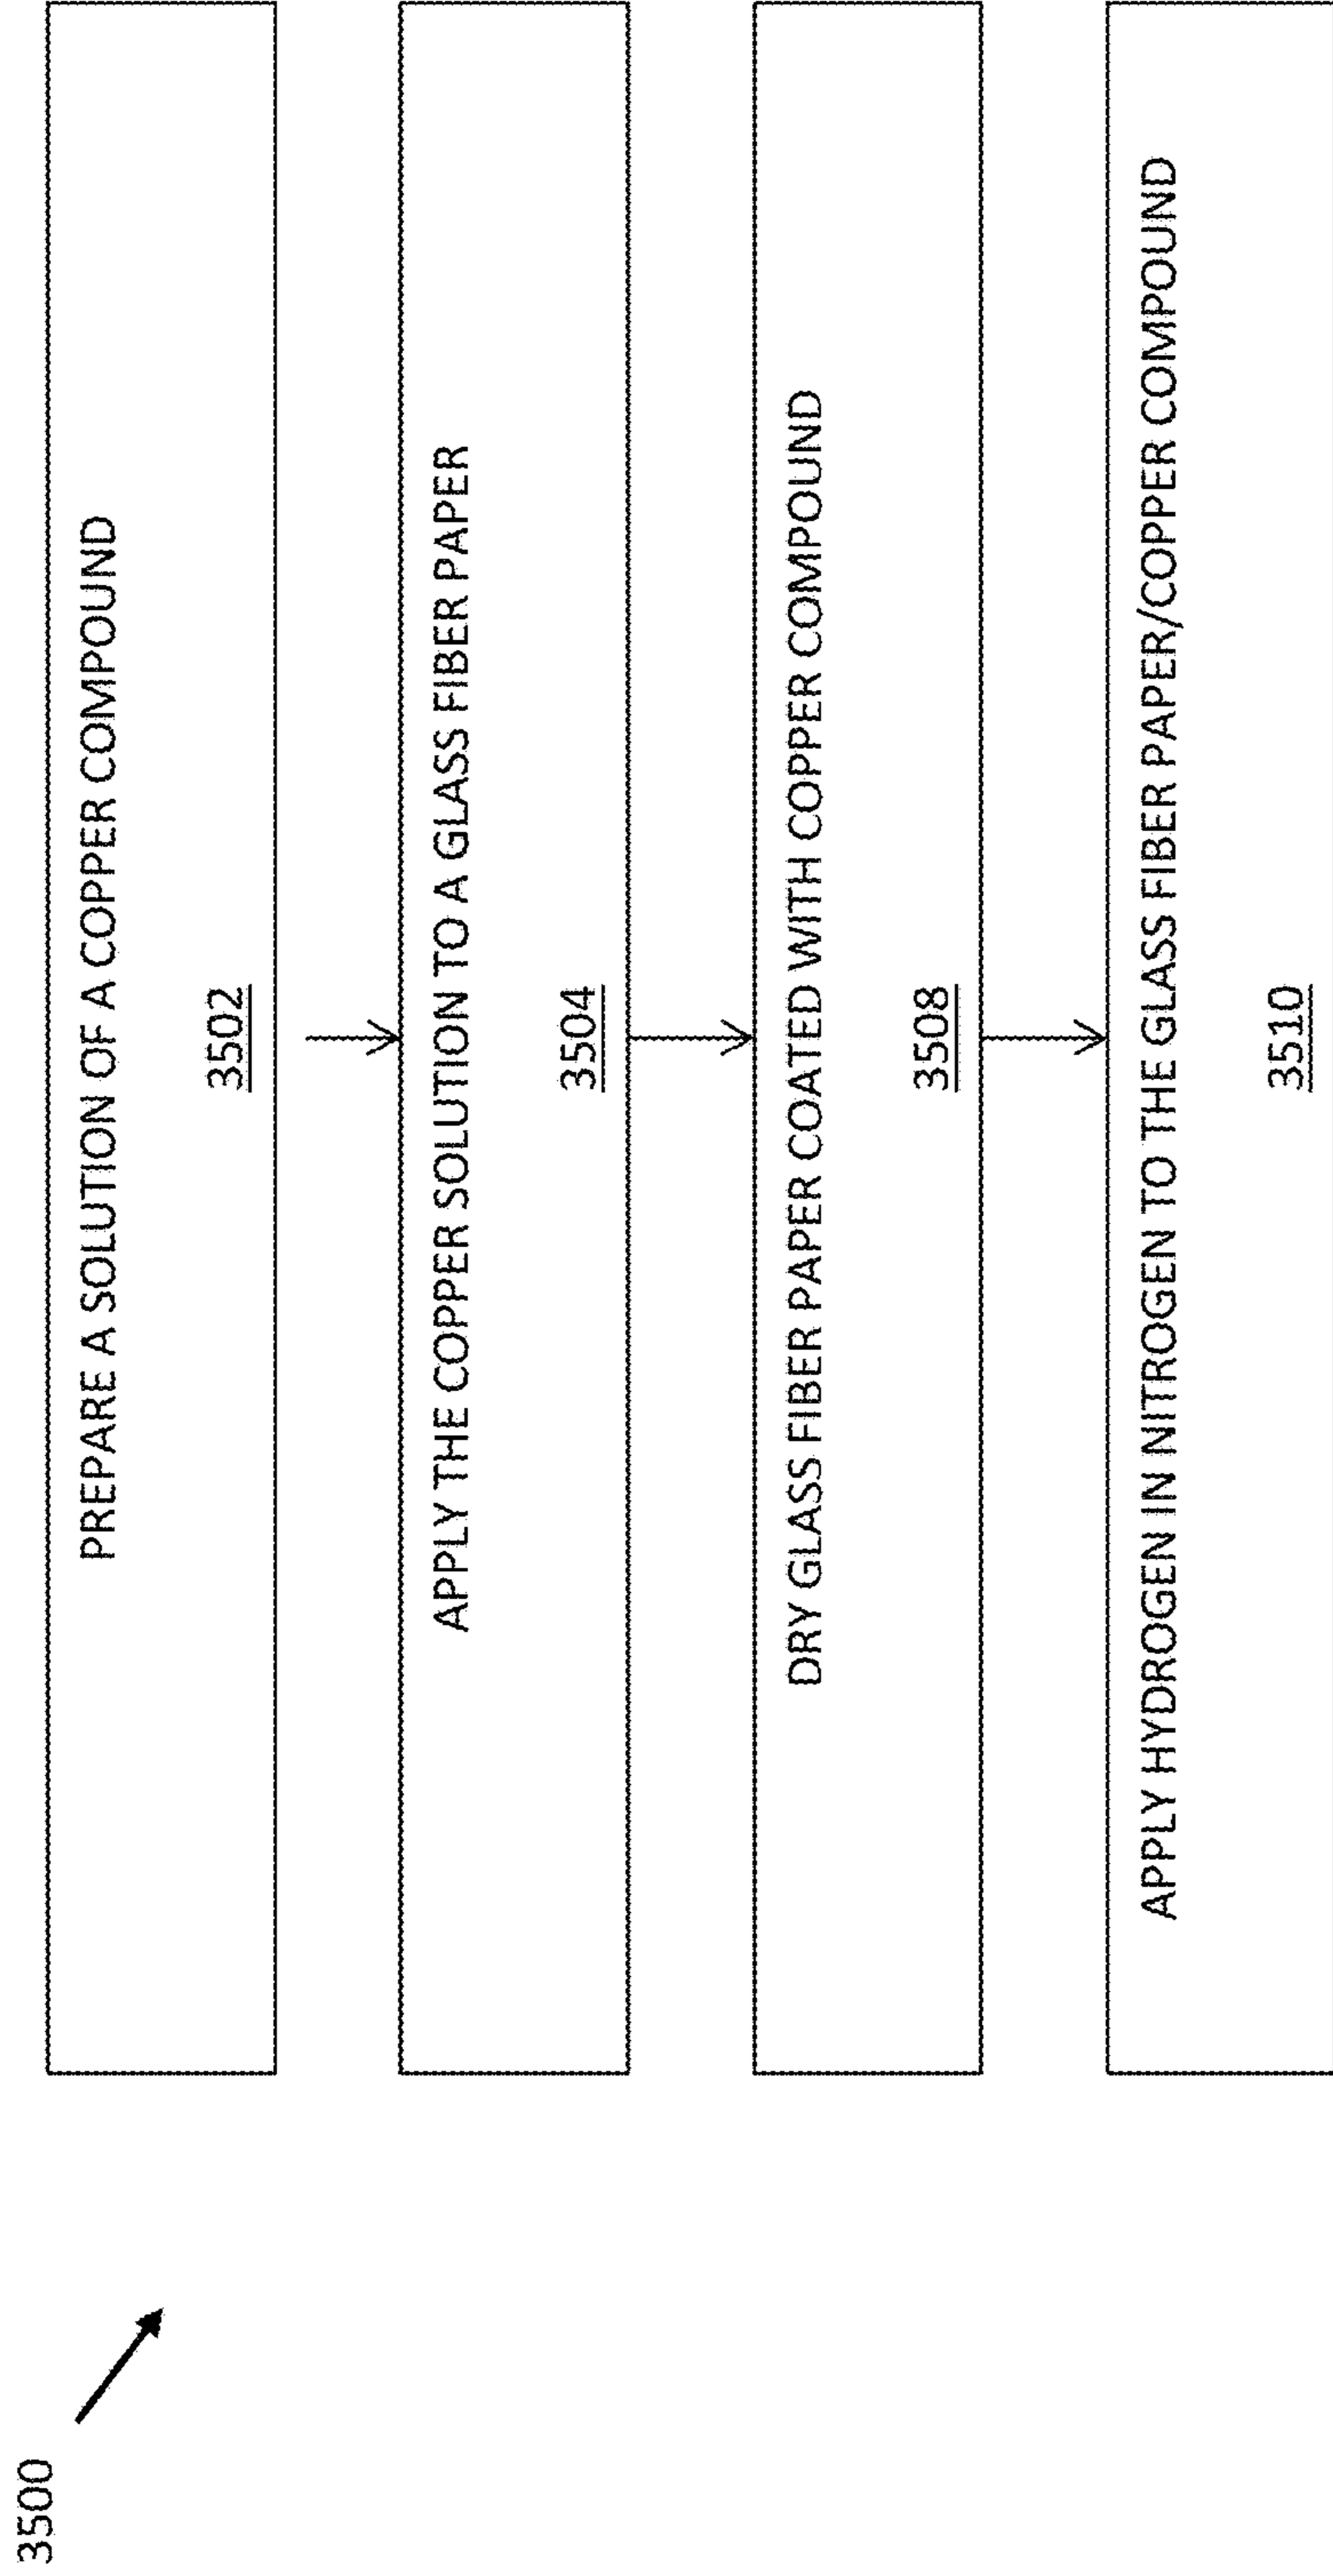 3500
PREPARE A SOLUTION OF A COPPER COMPOUND
3502
APPLY THE COPPER SOLUTION TO A GLASS FIBER PAPER
3504
DRY GLASS FIBER PAPER COATED WITH COPPER COMPOUND
3508
APPLY HYDROGEN IN NITROGEN TO THE GLASS FIBER PAPER/COPPER COMPOUND
3510